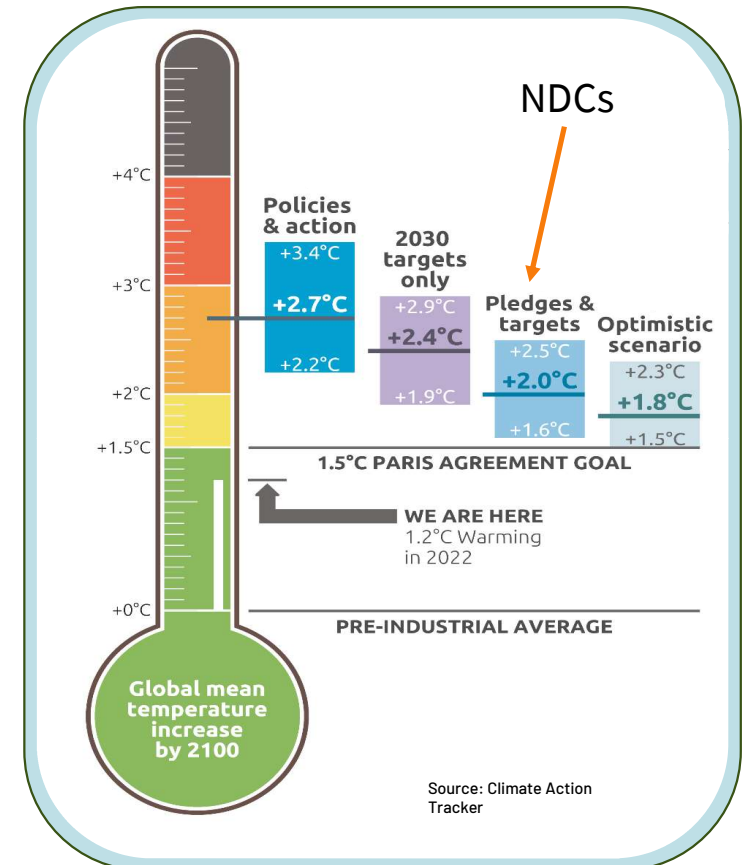 NDCs
+4°C
+3°C
+2°C
+1.5°C
+0°C
Policies
& action
+3.4°C
+2.7°C
+2.2°C
2030
targets
only
+2.9°C
+2.4°C
+1.9°C
Pledges &
targets
+2.5°C
+2.0°C
+1.6°C
Optimistic
scenario
+2.3°C
+1.8°C
+1.5°C
1.5°C PARIS AGREEMENT GOAL
WE ARE HERE
1.2°C Warming
in 2022
PRE-INDUSTRIAL AVERAGE
Global mean
temperature
increase
by 2100
Source: Climate Action
Tracker